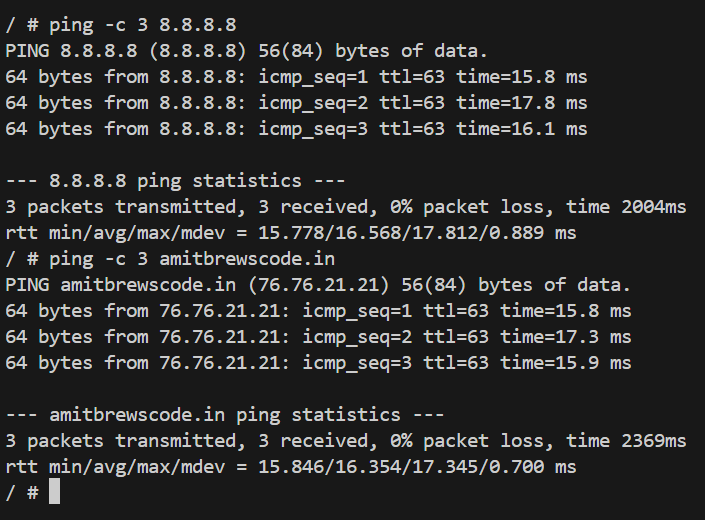 / # ping -c 3 8.8.8.8
PING 8.8.8.8 (8.8.8.8) 56(84) bytes of data.
64 bytes from 8.8.8.8: icmp_seq=1 ttl=63 time=15.8 ms
64 bytes from 8.8.8.8: icmp_seq=2 ttl=63 time=17.8 ms
64 bytes from 8.8.8.8: icmp_seq=3 ttl=63 time=16.1 ms

--- 8.8.8.8 ping statistics ---
3 packets transmitted, 3 received, 0% packet loss, time 2004ms
rtt min/avg/max/mdev = 15.778/16.568/17.812/0.889 ms
/ # ping -c 3 amitbrewscode.in
PING amitbrewscode.in (76.76.21.21) 56(84) bytes of data.
64 bytes from 76.76.21.21: icmp_seq=1 ttl=63 time=15.8 ms
64 bytes from 76.76.21.21: icmp_seq=2 ttl=63 time=17.3 ms
64 bytes from 76.76.21.21: icmp_seq=3 ttl=63 time=15.9 ms

--- amitbrewscode.in ping statistics ---
3 packets transmitted, 3 received, 0% packet loss, time 2369ms
rtt min/avg/max/mdev = 15.846/16.354/17.345/0.700 ms
/ #